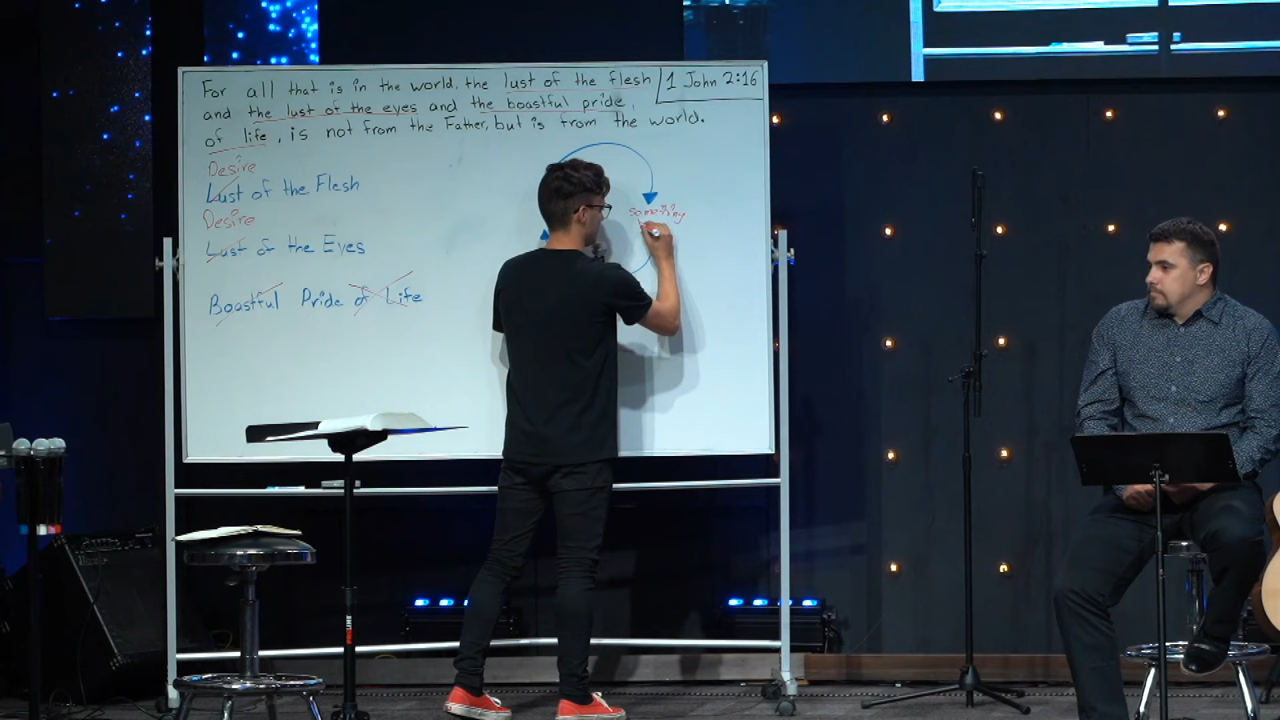 For all that is in the world, the lust of the flesh
1 John 2:16
and the lust of the eyes and the boastful pride,
of life, is not from the Father, but is from the world.
Desire
Lust of the Flesh
Desire
Lust of the Eyes
Boastful Pride of Life
Something
PROLINE